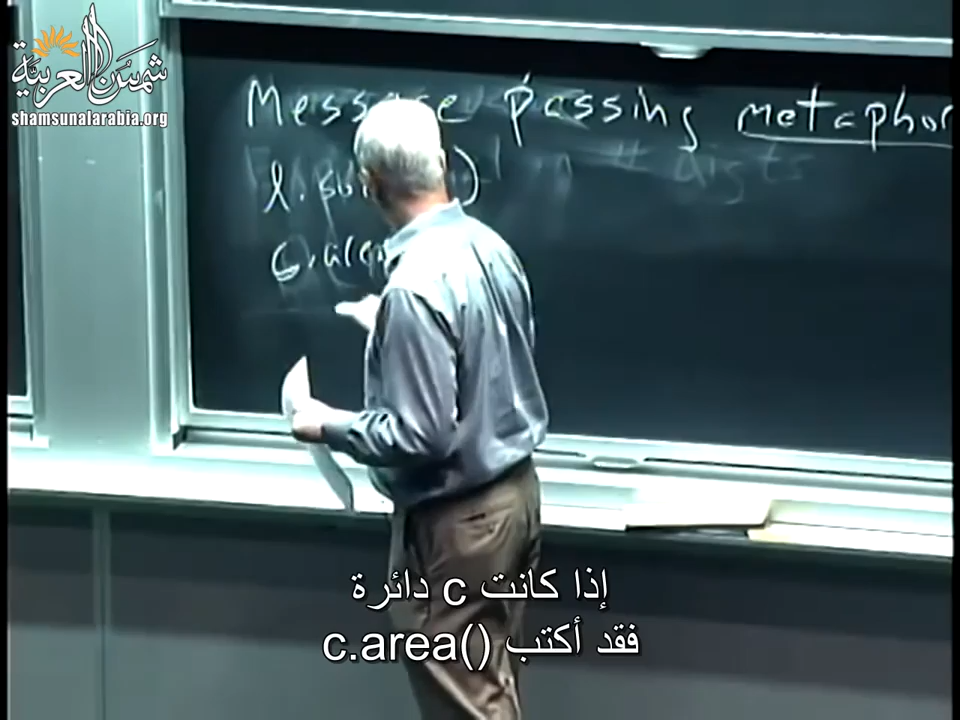 شمس العربية
shamsunalarabia.org
Message passing metaphor
إذا كانت c دائرة
فقد أكتب c.area()